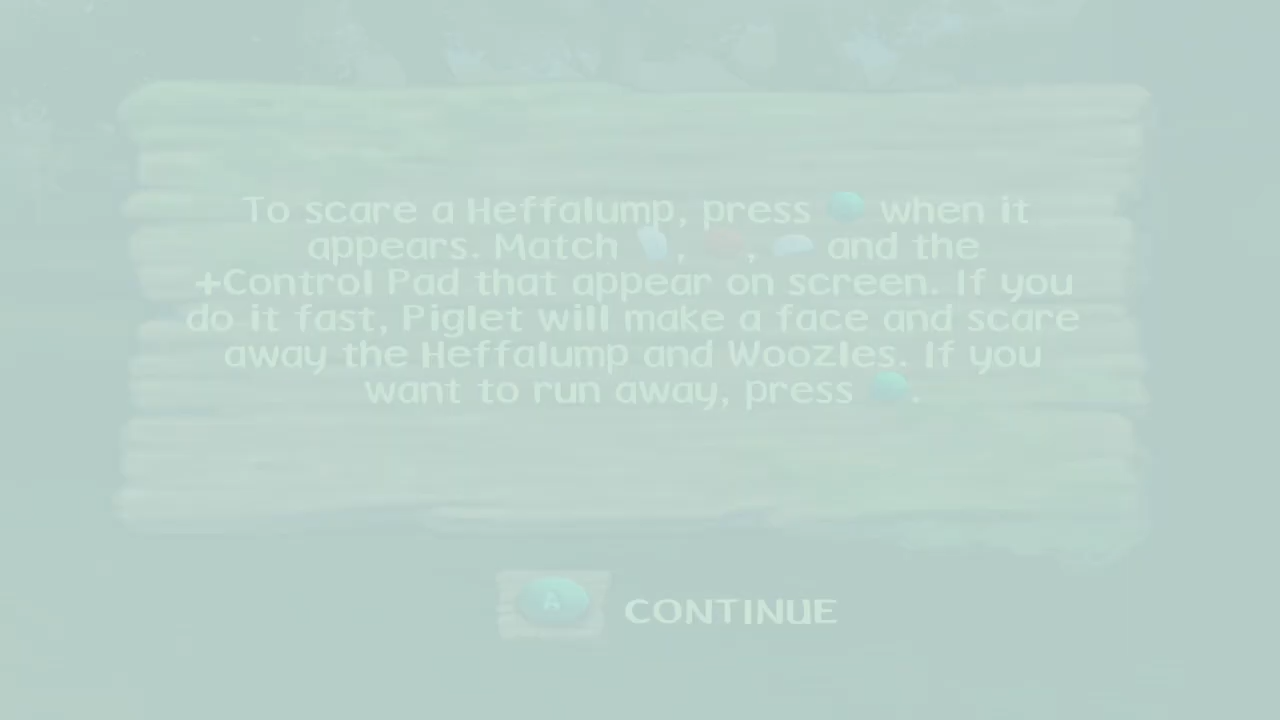 To scare a Heffalump, press when it
appears. Match , , and the
+Control Pad that appear on screen. If you
do it fast, Piglet will make a face and scare
away the Heffalump and Woozles. If you
want to run away, press .
A CONTINUE